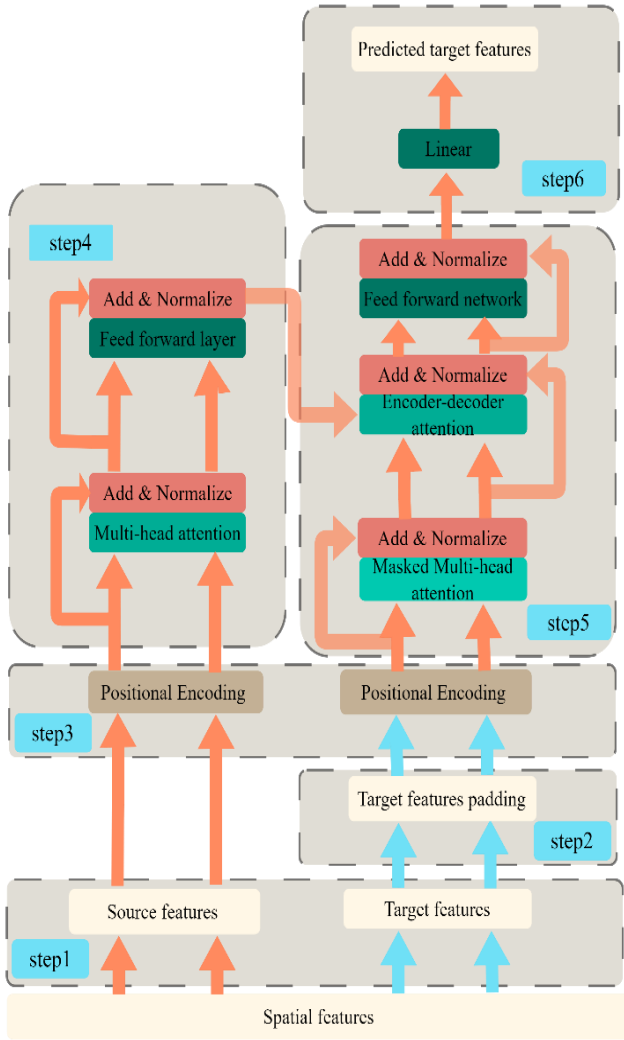 Predicted target features
Linear
step6
step4
Add & Normalize
Feed forward layer
Add & Normalize
Multi-head attention
Add & Normalize
Feed forward network
Add & Normalize
Encoder-decoder
attention
Add & Normalize
Masked Multi-head
attention
step5
Positional Encoding
Positional Encoding
step3
Target features padding
step2
Source features
Target features
step1
Spatial features